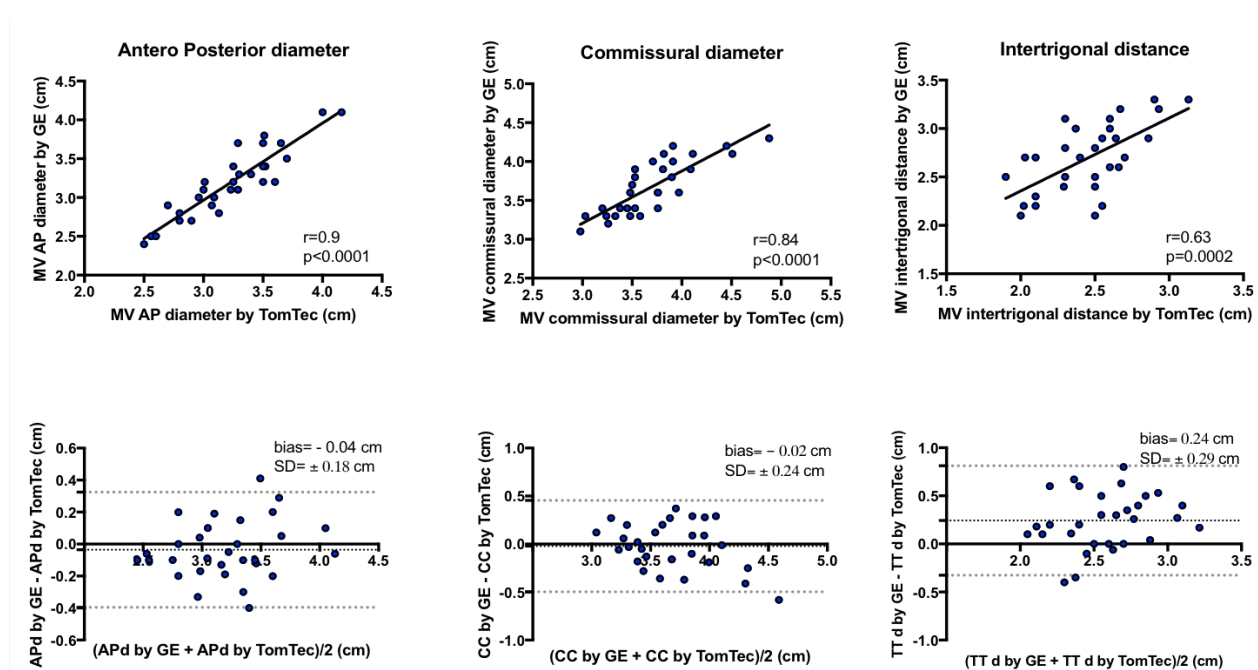 Antero Posterior diameter
MV AP diameter by GE (cm)
4.5
4.0
3.5
3.0
2.5
2.0
r=0.9
p<0.0001
2.0 2.5 3.0 3.5 4.0 4.5
MV AP diameter by TomTec (cm)
Commissural diameter
MV commissural diameter by GE (cm)
5.0
4.5
4.0
3.5
3.0
2.5
r=0.84
p<0.0001
2.5 3.0 3.5 4.0 4.5 5.0 5.5
MV commissural diameter by TomTec (cm)
Intertrigonal distance
MV intertrigonal distance by GE (cm)
3.5
3.0
2.5
2.0
1.5
r=0.63
p=0.0002
1.5 2.0 2.5 3.0 3.5
MV intertrigonal distance by TomTec (cm)
APd by GE - APd by TomTec (cm)
0.6
0.4
0.2
0.0
-0.2
-0.4
-0.6
bias= - 0.04 cm
SD= ± 0.18 cm
2.5 3.0 3.5 4.0 4.5
(APd by GE + APd by TomTec)/2 (cm)
CC by GE - CC by TomTec (cm)
1.0
0.5
0.0
-0.5
-1.0
bias= − 0.02 cm
SD= ± 0.24 cm
3.0 3.5 4.0 4.5 5.0
(CC by GE + CC by TomTec)/2 (cm)
TT d by GE - TT d by TomTec (cm)
1.0
0.5
0.0
-0.5
-1.0
bias= 0.24 cm
SD= ± 0.29 cm
2.0 2.5 3.0 3.5
(TT d by GE + TT d by TomTec)/2 (cm)